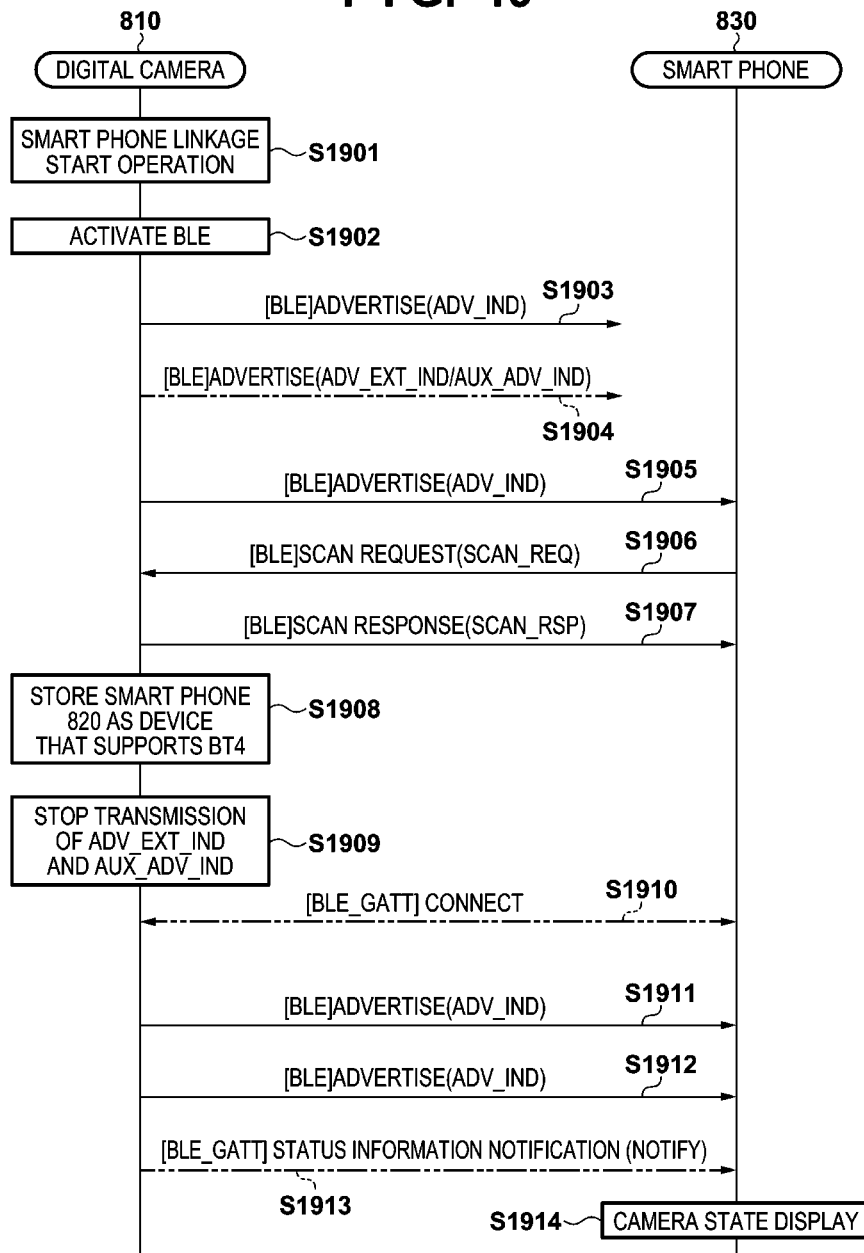 810
830
DIGITAL CAMERA
SMART PHONE
SMART PHONE LINKAGE
START OPERATION
S1901
ACTIVATE BLE
S1902
S1903
[BLE]ADVERTISE(ADV_IND)
[BLE]ADVERTISE(ADV_EXT_IND/AUX_ADV_IND)
S1904
S1905
[BLE]ADVERTISE(ADV_IND)
S1906
[BLE]SCAN REQUEST(SCAN_REQ)
S1907
[BLE]SCAN RESPONSE(SCAN_RSP)
STORE SMART PHONE
820 AS DEVICE
THAT SUPPORTS BT4
S1908
STOP TRANSMISSION
OF ADV_EXT_IND
AND AUX_ADV_IND
S1909
S1910
[BLE_GATT] CONNECT
S1911
[BLE]ADVERTISE(ADV_IND)
S1912
[BLE]ADVERTISE(ADV_IND)
[BLE_GATT] STATUS INFORMATION NOTIFICATION (NOTIFY)
S1913
S1914
CAMERA STATE DISPLAY